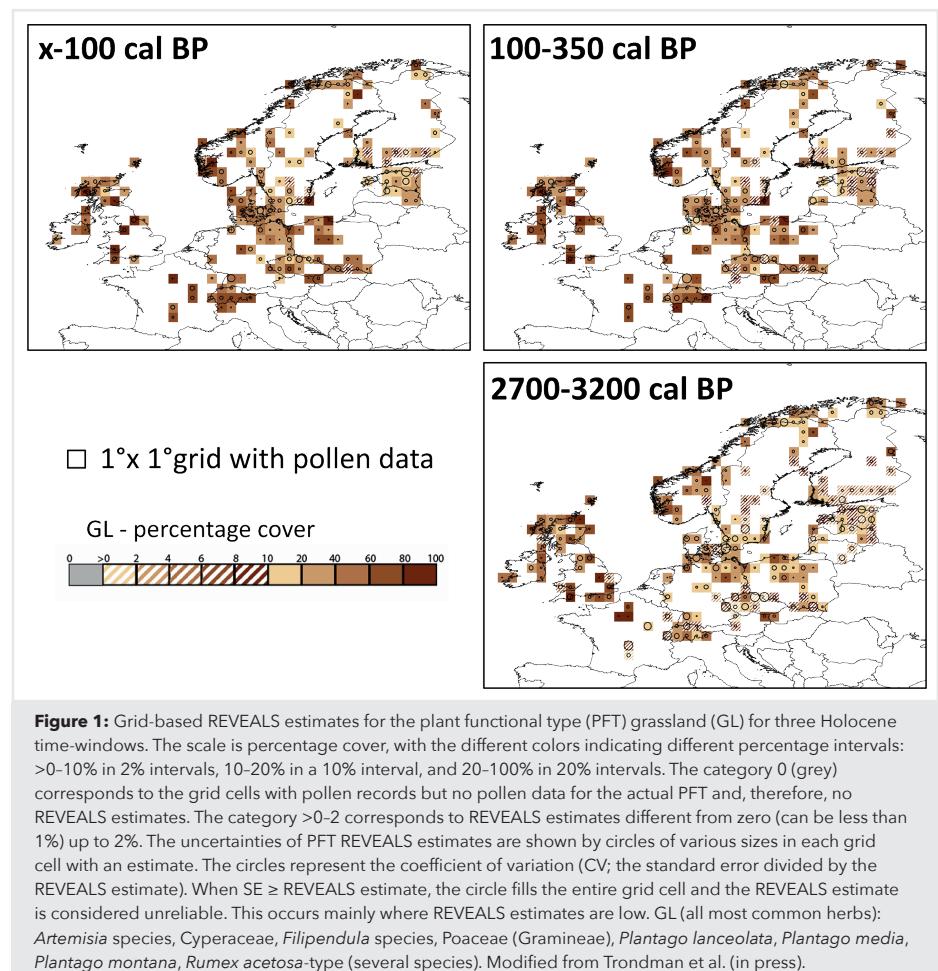 x-100 cal BP
100-350 cal BP
2700-3200 cal BP
1°x 1°grid with pollen data
GL - percentage cover
0 >0 2 4 6 8 10 20 40 60 80 100
Figure 1: Grid-based REVEALS estimates for the plant functional type (PFT) grassland (GL) for three Holocene
time-windows. The scale is percentage cover, with the different colors indicating different percentage intervals:
>0–10% in 2% intervals, 10–20% in a 10% interval, and 20–100% in 20% intervals. The category 0 (grey)
corresponds to the grid cells with pollen records but no pollen data for the actual PFT and, therefore, no
REVEALS estimates. The category >0–2 corresponds to REVEALS estimates different from zero (can be less than
1%) up to 2%. The uncertainties of PFT REVEALS estimates are shown by circles of various sizes in each grid
cell with an estimate. The circles represent the coefficient of variation (CV; the standard error divided by the
REVEALS estimate). When SE ≥ REVEALS estimate, the circle fills the entire grid cell and the REVEALS estimate
is considered unreliable. This occurs mainly where REVEALS estimates are low. GL (all most common herbs):
Artemisia species, Cyperaceae, Filipendula species, Poaceae (Gramineae), Plantago lanceolata, Plantago media,
Plantago montana, Rumex acetosa-type (several species). Modified from Trondman et al. (in press).